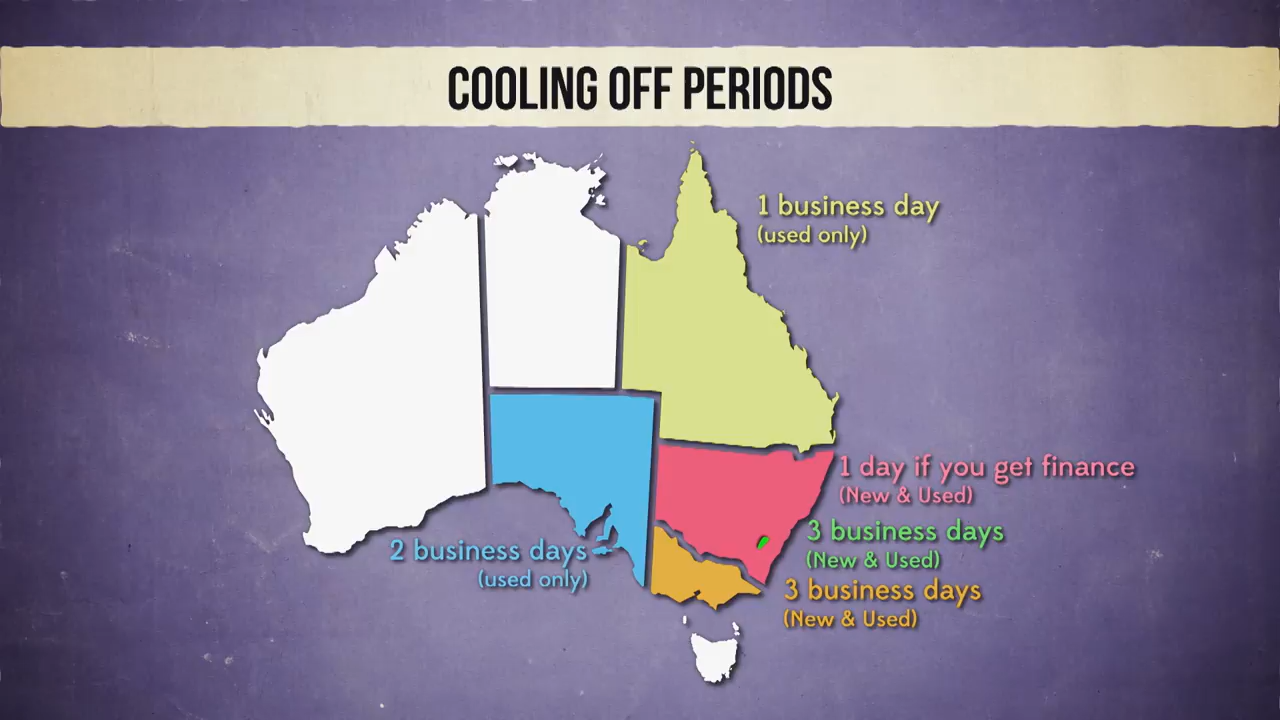 COOLING OFF PERIODS
1 business day
(used only)
1 day if you get finance
(New & Used)
3 business days
(New & Used)
2 business days
(used only)
3 business days
(New & Used)